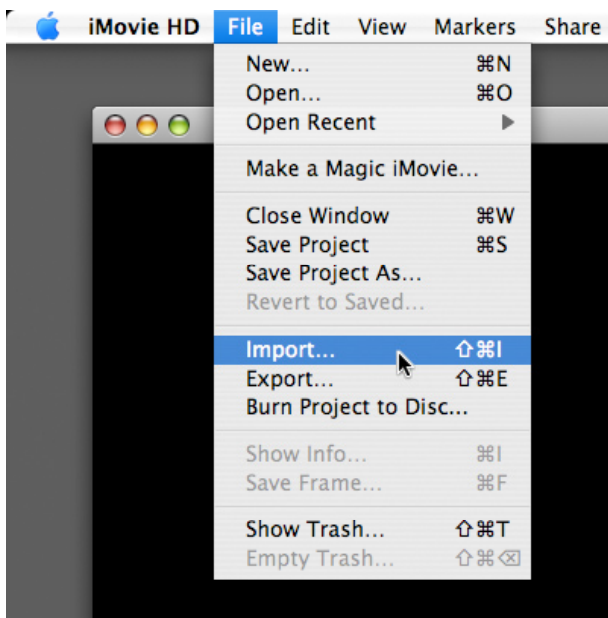 iMovie HD File Edit View Markers Share
New... ⌘N
Open... ⌘O
Open Recent ▶
Make a Magic iMovie...
Close Window ⌘W
Save Project ⌘S
Save Project As...
Revert to Saved...
Import... ⇧⌘I
Export... ⇧⌘E
Burn Project to Disc...
Show Info... ⌘I
Save Frame... ⌘F
Show Trash... ⇧⌘T
Empty Trash... ⇧⌘⌫